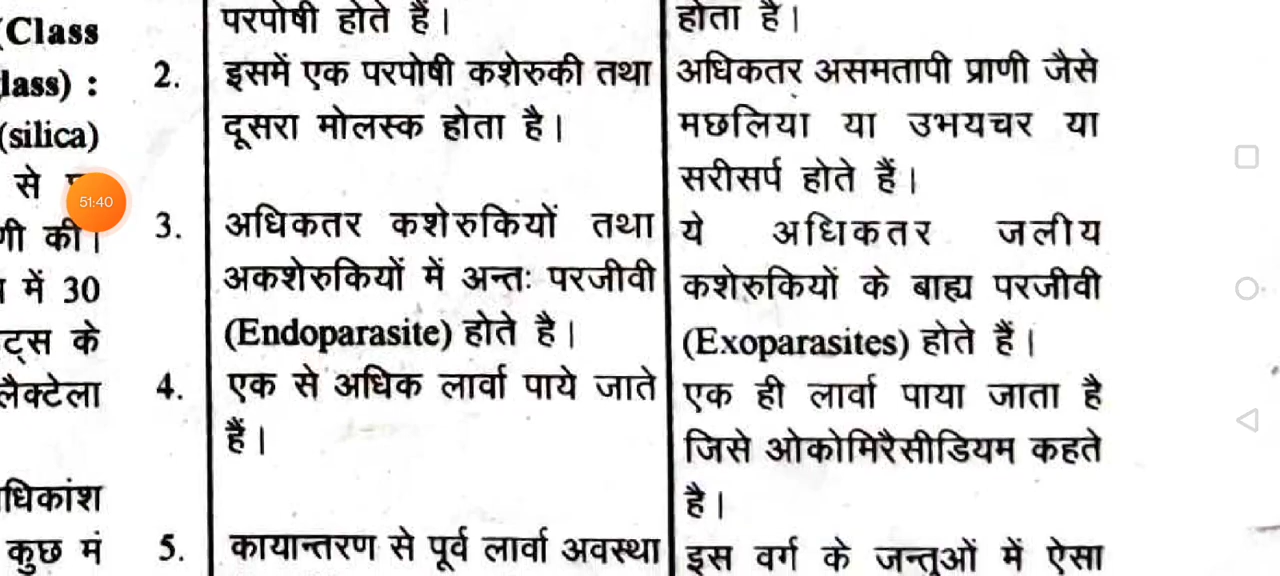 (Class
lass) :
(silica)
से
51:40
णी की।
में 30
ट्स के
लैक्टेला
धिकांश
कुछ मं
परपोषी होते हैं।
2. इसमें एक परपोषी कशेरुकी तथा
दूसरा मोलस्क होता है।
3. अधिकतर कशेरुकियों तथा
अकशेरुकियों में अन्तः परजीवी
(Endoparasite) होते है।
4. एक से अधिक लार्वा पाये जाते
हैं।
5. कायान्तरण से पूर्व लार्वा अवस्था
होता है।
अधिकतर असमतापी प्राणी जैसे
मछलिया या उभयचर या
सरीसर्प होते हैं।
ये अधिकतर जलीय
कशेरुकियों के बाह्य परजीवी
(Exoparasites) होते हैं।
एक ही लार्वा पाया जाता है
जिसे ओकोमिरैसीडियम कहते
है।
इस वर्ग के जन्तुओं में ऐसा